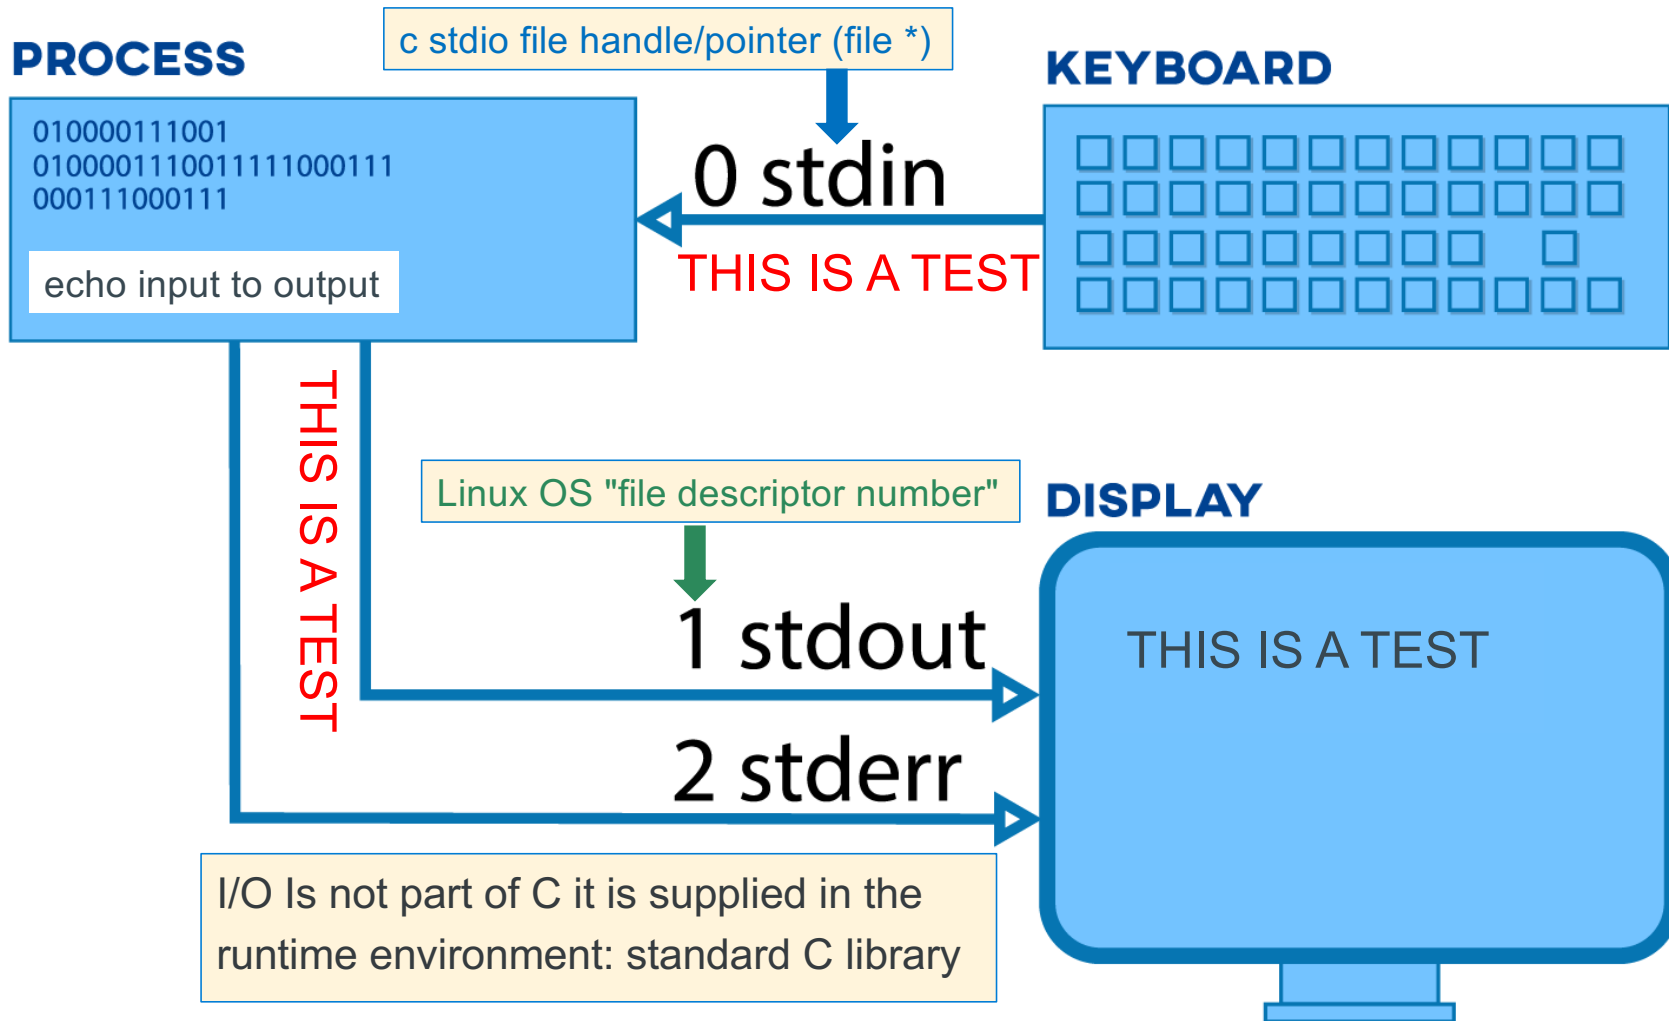 c stdio file handle/pointer (file *)
PROCESS
KEYBOARD
010000111001
0100001110011111000111
000111000111
echo input to output
0 stdin
THIS IS A TEST
THIS IS A TEST
Linux OS "file descriptor number"
DISPLAY
1 stdout
THIS IS A TEST
2 stderr
I/O Is not part of C it is supplied in the
runtime environment: standard C library